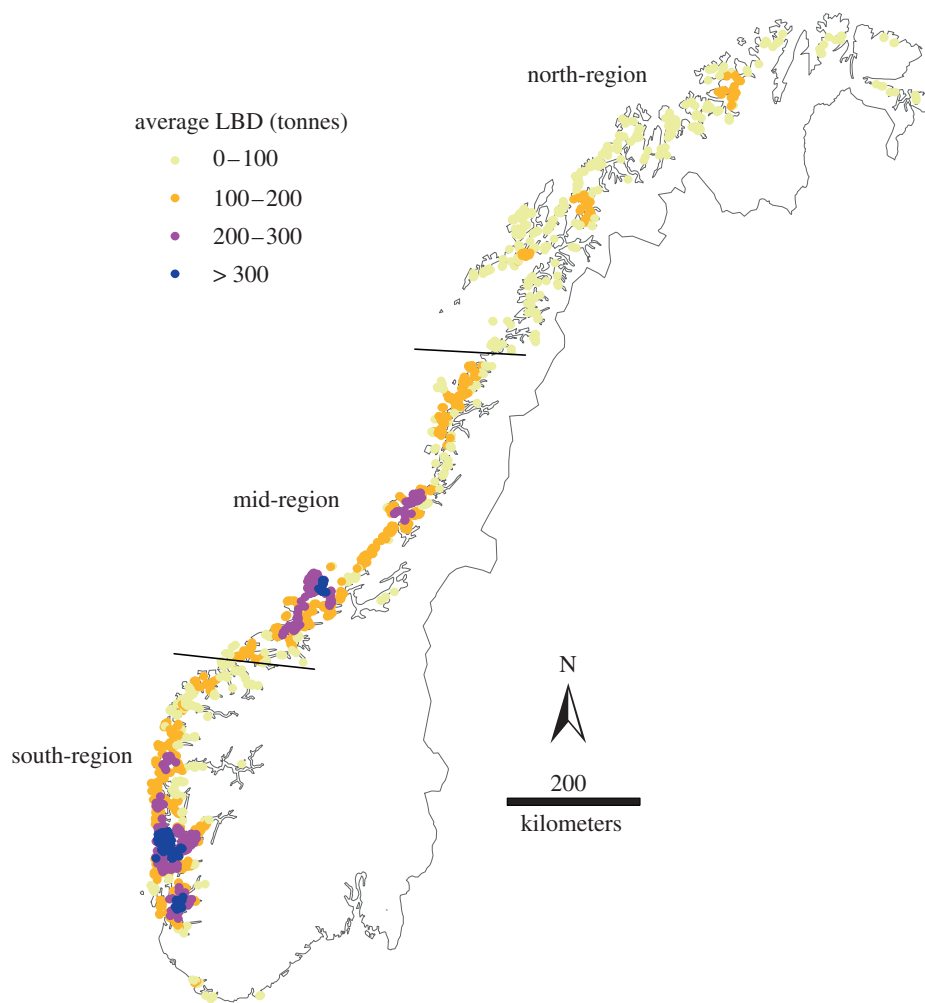 north-region
average LBD (tonnes)
0–100
100–200
200–300
> 300
mid-region
N
south-region
200
kilometers